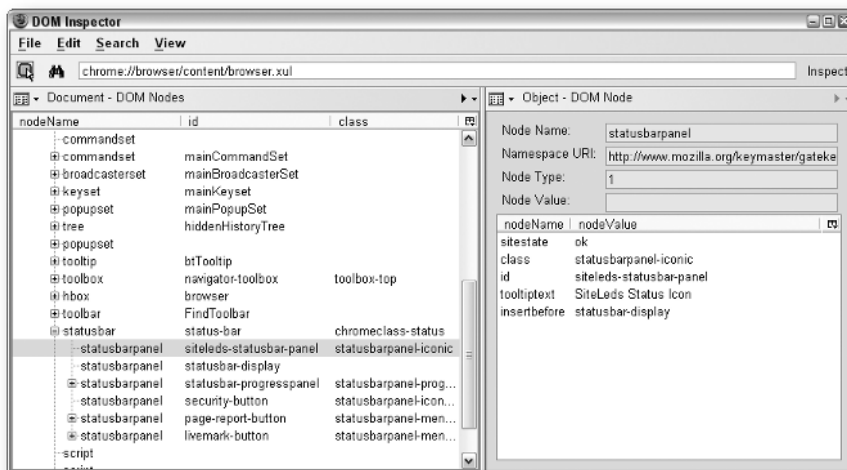 DOM Inspector
File Edit Search View
chrome://browser/content/browser.xul Inspect
Document - DOM Nodes
nodeName id class
commandset
commandset mainCommandSet
broadcasterset mainBroadcasterSet
keyset mainKeyset
popupset mainPopupSet
tree hiddenHistoryTree
popupset
tooltip btTooltip
toolbox navigator-toolbox toolbox-top
hbox browser
toolbar FindToolbar
statusbar status-bar chromeclass-status
statusbarpanel siteleds-statusbar-panel statusbarpanel-iconic
statusbarpanel statusbar-display
statusbarpanel statusbar-progresspanel statusbarpanel-prog...
statusbarpanel security-button statusbarpanel-icon...
statusbarpanel page-report-button statusbarpanel-men...
statusbarpanel livemark-button statusbarpanel-men...
script
Object - DOM Node
Node Name: statusbarpanel
Namespace URI: http://www.mozilla.org/keymaster/gateke
Node Type: 1
Node Value:
nodeName nodeValue
sitestate ok
class statusbarpanel-iconic
id siteleds-statusbar-panel
tooltiptext SiteLeds Status Icon
insertbefore statusbar-display